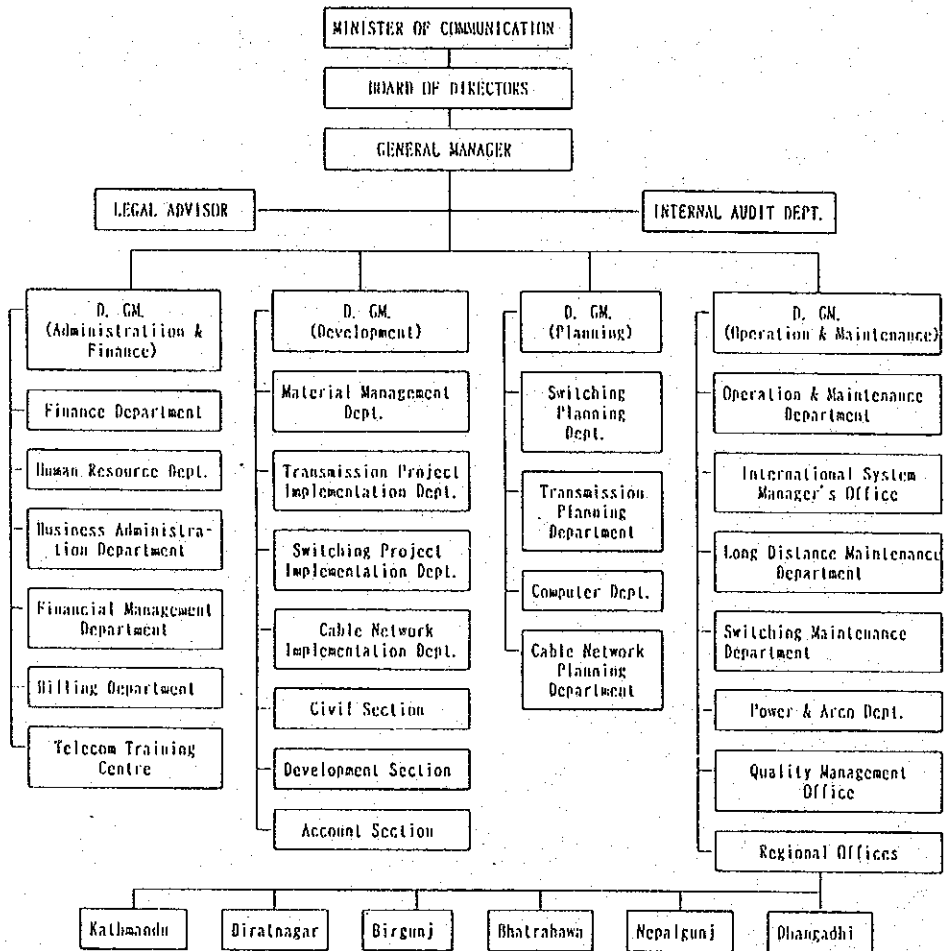 MINISTER OF COMMUNICATION
BOARD OF DIRECTORS
GENERAL MANAGER
LEGAL ADVISOR
INTERNAL AUDIT DEPT.
D. GM.
(Administratiion &
Finance)
Finance Department
Human Resource Dept.
Business Administra-
tion Department
Financial Management
Department
Billing Department
Telecom Training
Centre
D. GM.
(Development)
Material Management
Dept.
Transmission Project
Implementation Dept.
Switching Project
Implementation Dept.
Cable Network
Implementation Dept.
Civil Section
Development Section
Account Section
D. GM.
(Planning)
Switching
Planning
Dept.
Transmission
Planning
Department
Computer Dept.
Cable Network
Planning
Department
D. GM.
(Operation & Maintenance)
Operation & Maintenance
Department
International System
Manager's Office
Long Distance Maintenance
Department
Switching Maintenance
Department
Power & Arco Dept.
Quality Management
Office
Regional Offices
Kathmandu
Biratnagar
Birgunj
Bhatrahawa
Nepalgunj
Dhangadhi